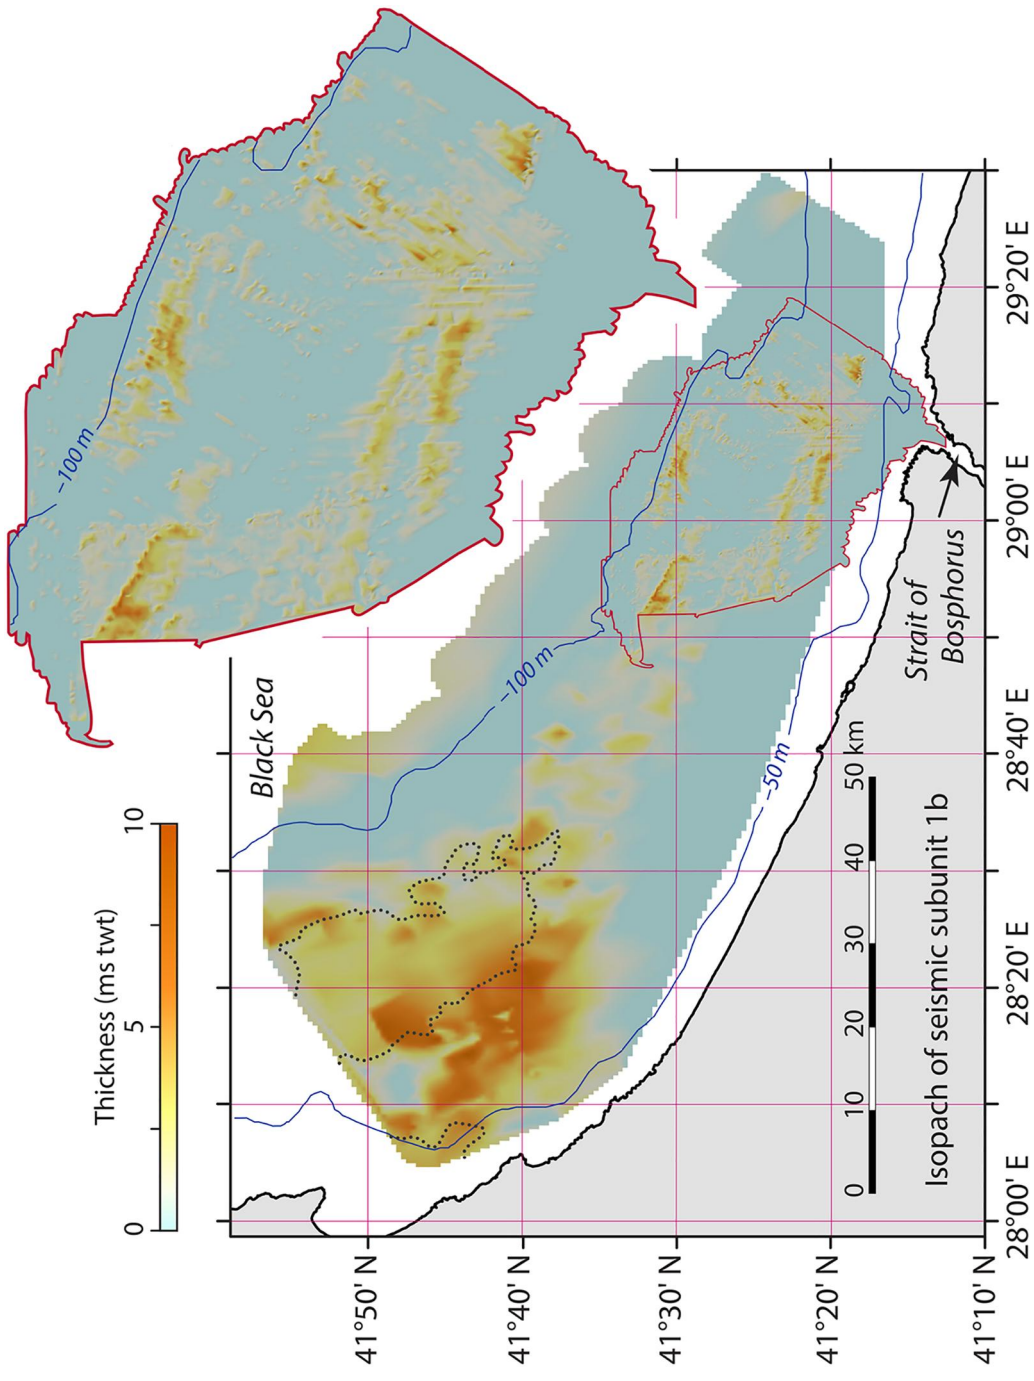 −100 m
Thickness (ms twt)
0
5
10
Black Sea
−100 m
−50 m
0
10
20
30
40
50 km
Isopach of seismic subunit 1b
Strait of
Bosphorus
41°50' N
41°40' N
41°30' N
41°20' N
41°10' N
28°00' E
28°20' E
28°40' E
29°00' E
29°20' E